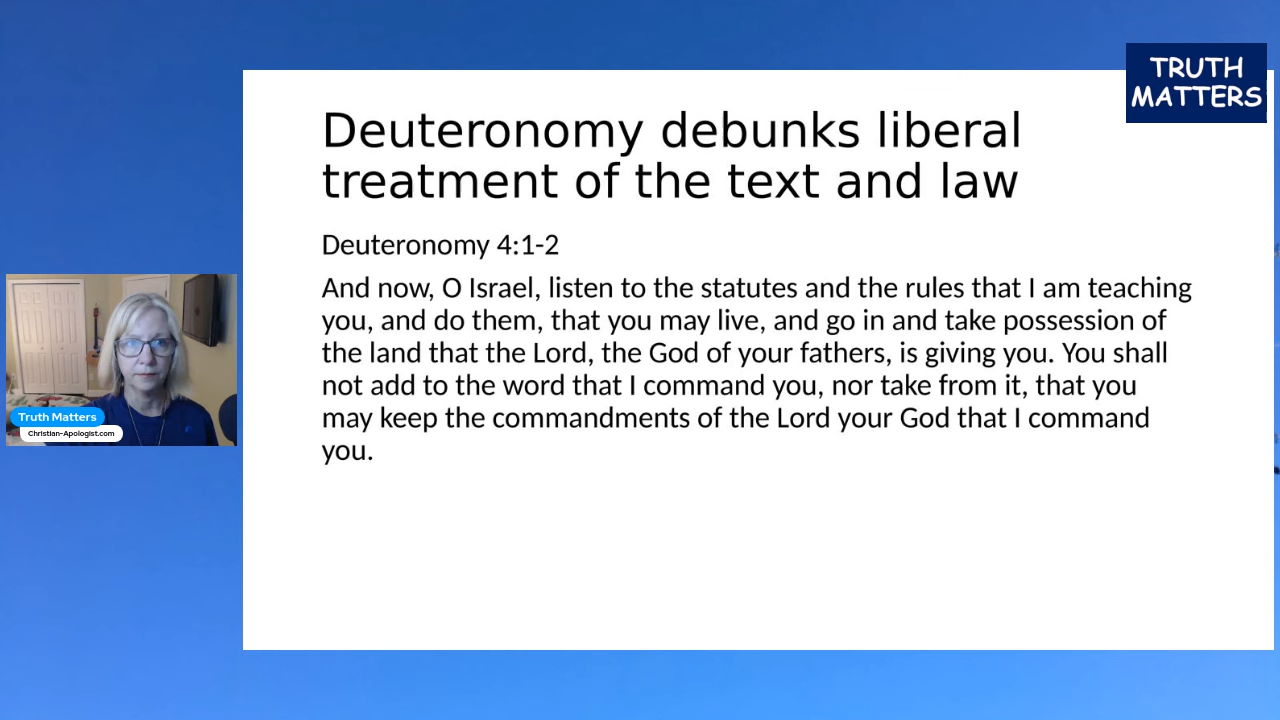 TRUTH
MATTERS
Deuteronomy debunks liberal
treatment of the text and law
Deuteronomy 4:1-2
And now, O Israel, listen to the statutes and the rules that I am teaching
you, and do them, that you may live, and go in and take possession of
the land that the Lord, the God of your fathers, is giving you. You shall
not add to the word that I command you, nor take from it, that you
may keep the commandments of the Lord your God that I command
you.
Truth Matters
Christian-Apologist.com